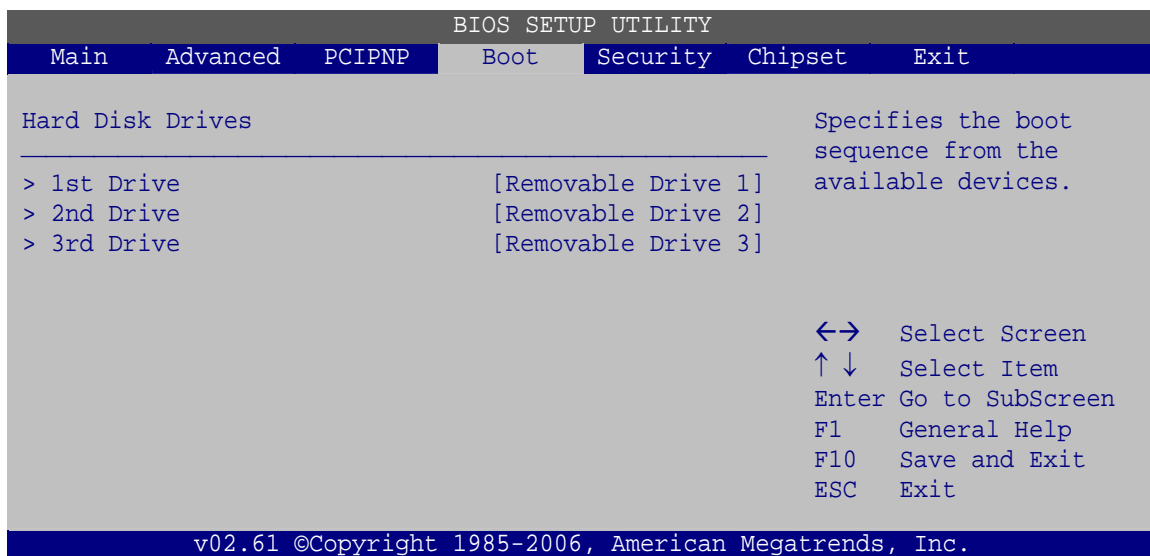 BIOS SETUP UTILITY
Main Advanced PCIPNP Boot Security Chipset Exit
Hard Disk Drives
> 1st Drive [Removable Drive 1]
> 2nd Drive [Removable Drive 2]
> 3rd Drive [Removable Drive 3]
Specifies the boot
sequence from the
available devices.
←→ Select Screen
↑ ↓ Select Item
Enter Go to SubScreen
F1 General Help
F10 Save and Exit
ESC Exit
v02.61 ©Copyright 1985-2006, American Megatrends, Inc.